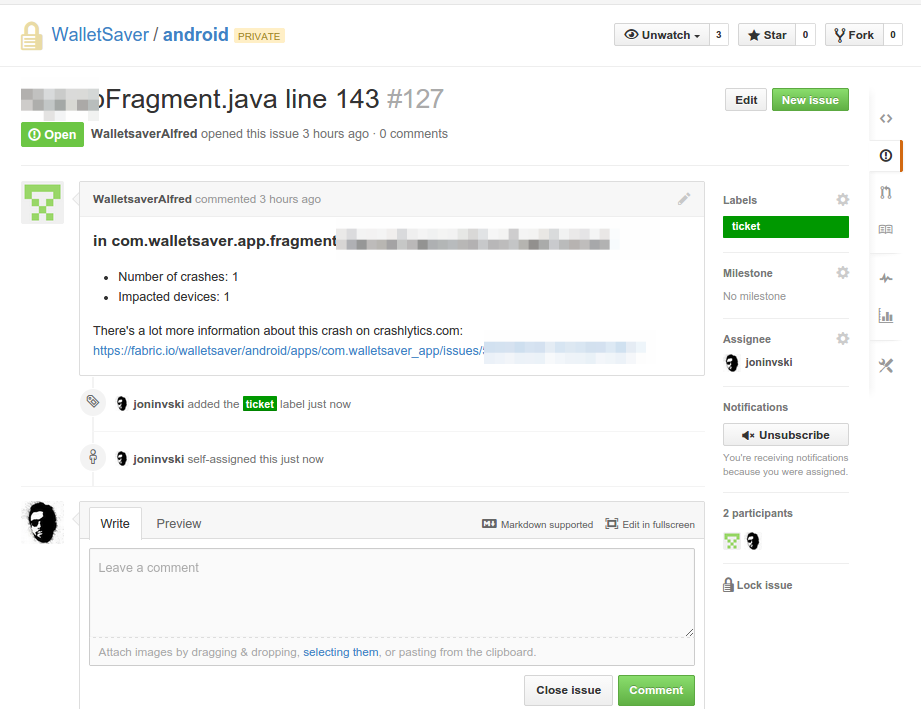 WalletSaver / android PRIVATE
Unwatch 3 Star 0 Fork 0
Fragment.java line 143 #127
Edit New issue
Open WalletsaverAlfred opened this issue 3 hours ago · 0 comments
WalletsaverAlfred commented 3 hours ago
in com.walletsaver.app.fragment
• Number of crashes: 1
• Impacted devices: 1
There's a lot more information about this crash on crashlytics.com:
https://fabric.io/walletsaver/android/apps/com.walletsaver_app/issues/
joninvski added the ticket label just now
joninvski self-assigned this just now
Write Preview
Markdown supported Edit in fullscreen
Leave a comment
Attach images by dragging & dropping, selecting them, or pasting from the clipboard.
Close issue Comment
Labels
ticket
Milestone
No milestone
Assignee
joninvski
Notifications
Unsubscribe
You're receiving notifications
because you were assigned.
2 participants
Lock issue